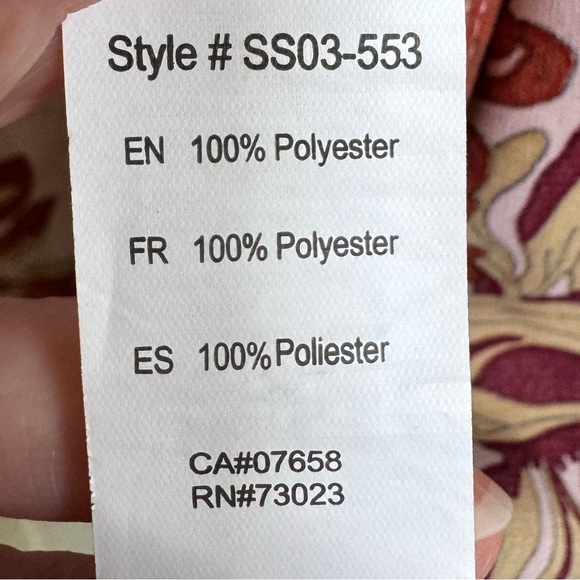 Style # SS03-553
EN 100% Polyester
FR 100% Polyester
ES 100% Poliester
CA#07658
RN#73023